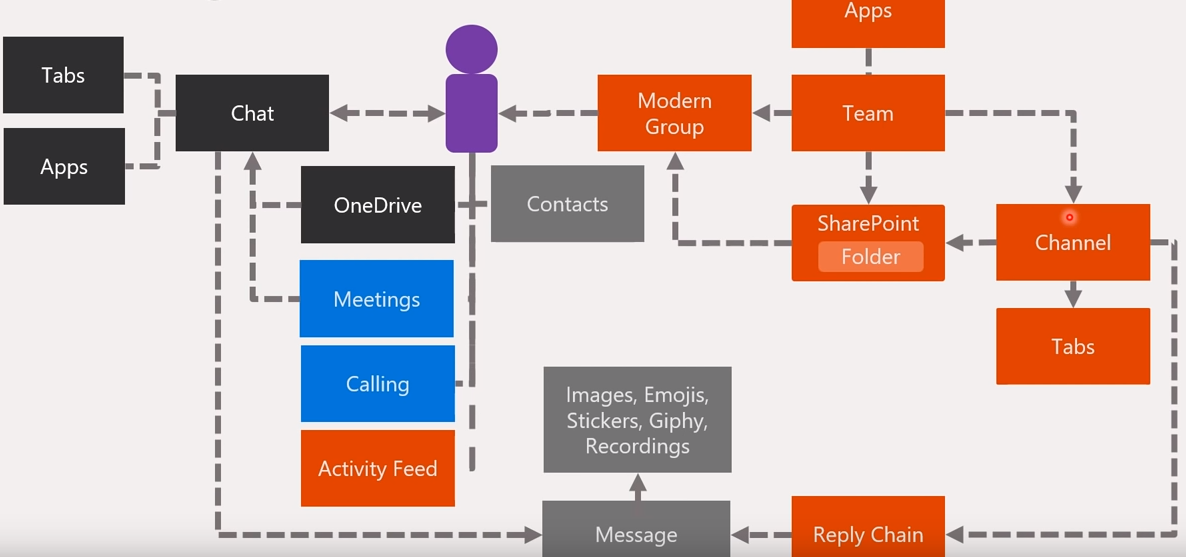 Apps
Tabs
Chat
Modern
Group
Team
Apps
OneDrive
Contacts
SharePoint
Folder
Channel
Meetings
Tabs
Calling
Images, Emojis,
Stickers, Giphy,
Recordings
Activity Feed
Message
Reply Chain